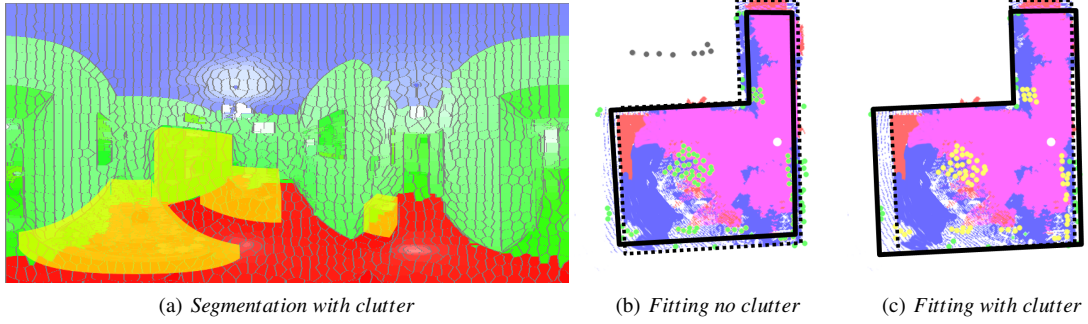 (a) Segmentation with clutter
(b) Fitting no clutter
(c) Fitting with clutter